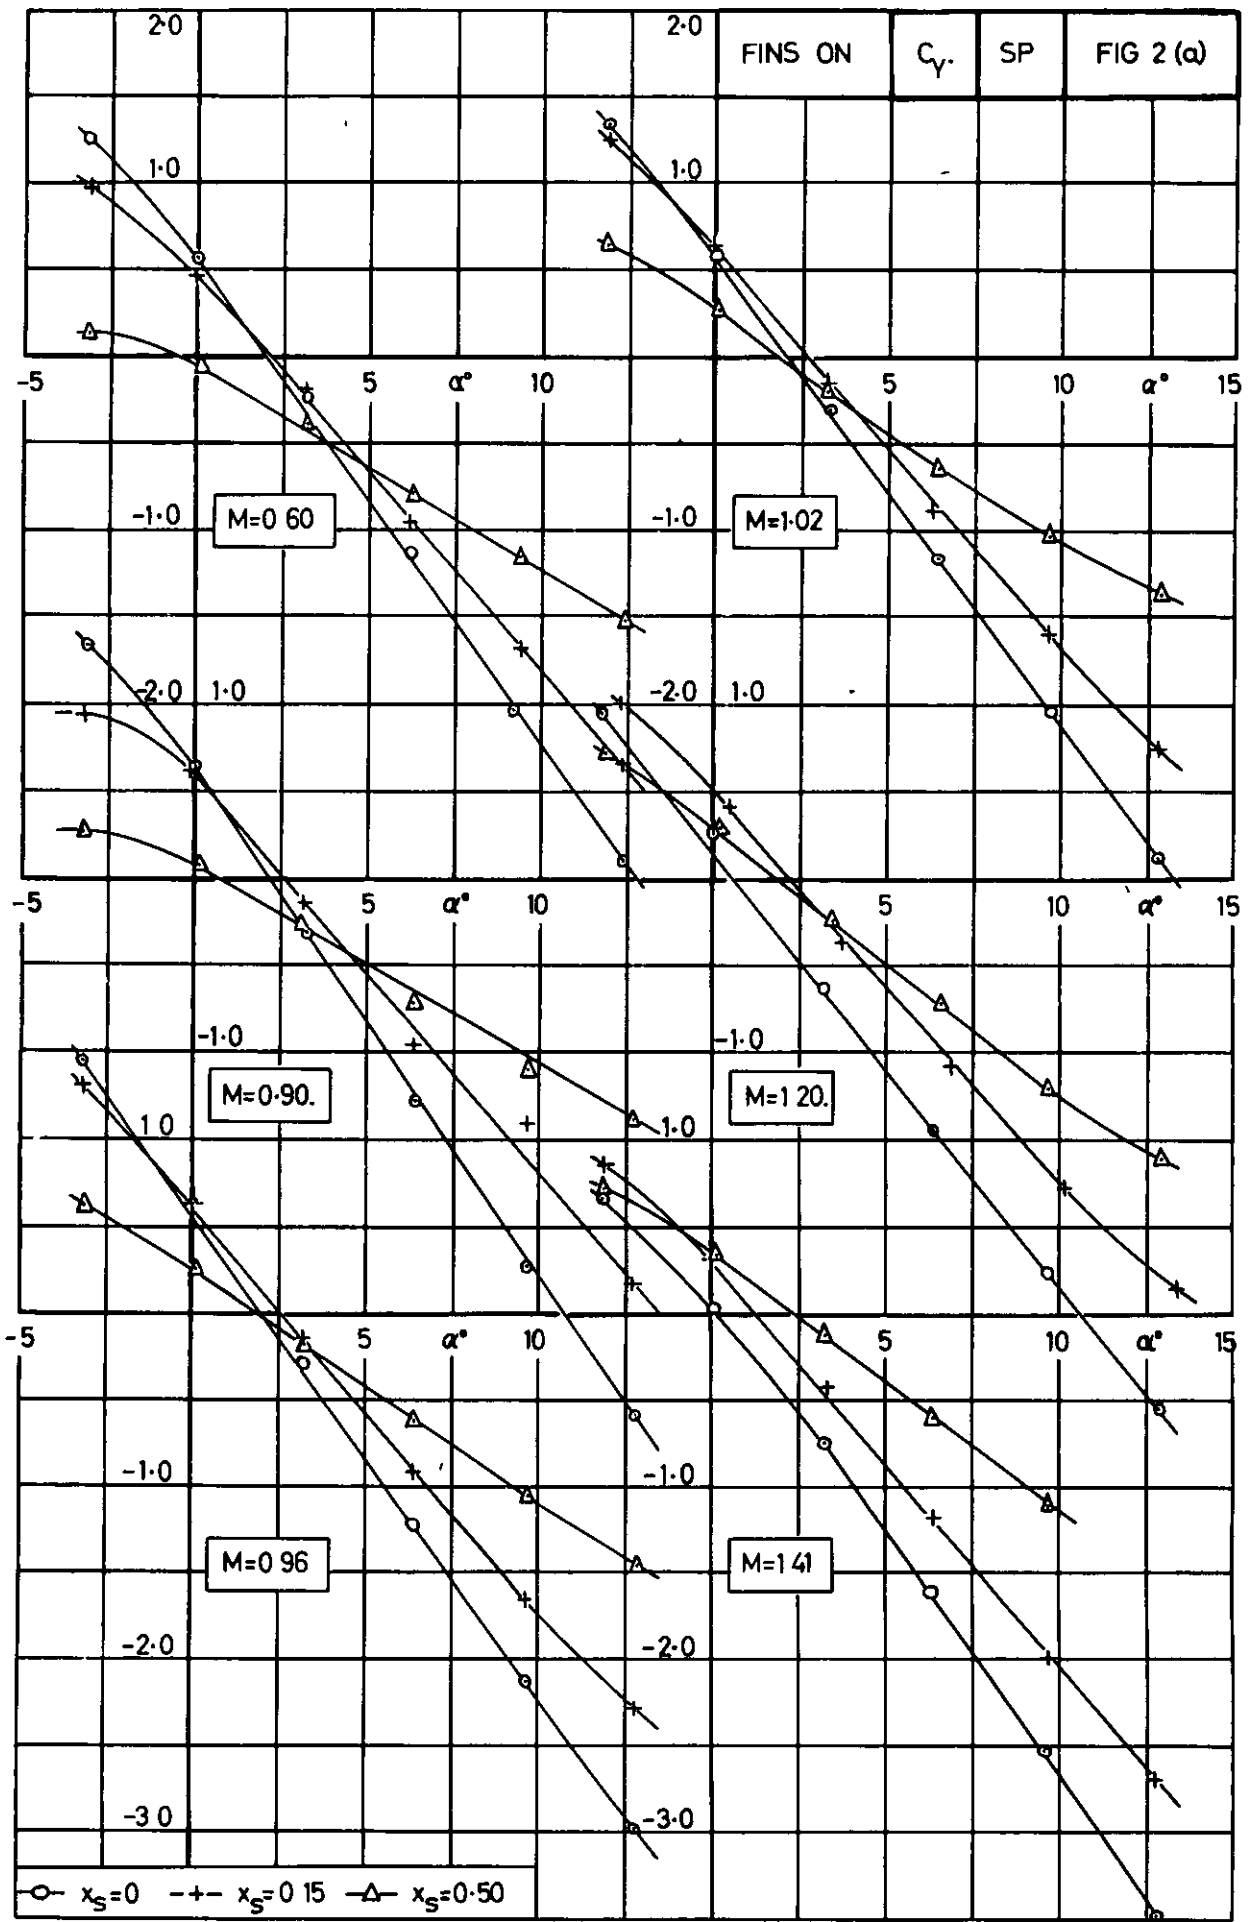 2·0 2·0 FINS ON Cy. SP FIG 2 (a)
1·0 1·0
-5 5 α° 10 5 10 α° 15
-1·0 M=0 60 -1·0 M=1·02
-2·0 1·0 -2·0 1·0
-5 5 α° 10 5 10 α° 15
-1·0 -1·0
M=0·90. M=1 20.
1 0 1·0
-5 5 α° 10 5 10 α° 15
-1·0 -1·0
M=0 96 M=1 41
-2·0 -2·0
-3 0 -3·0
xs=0 xs=0 15 xs=0·50